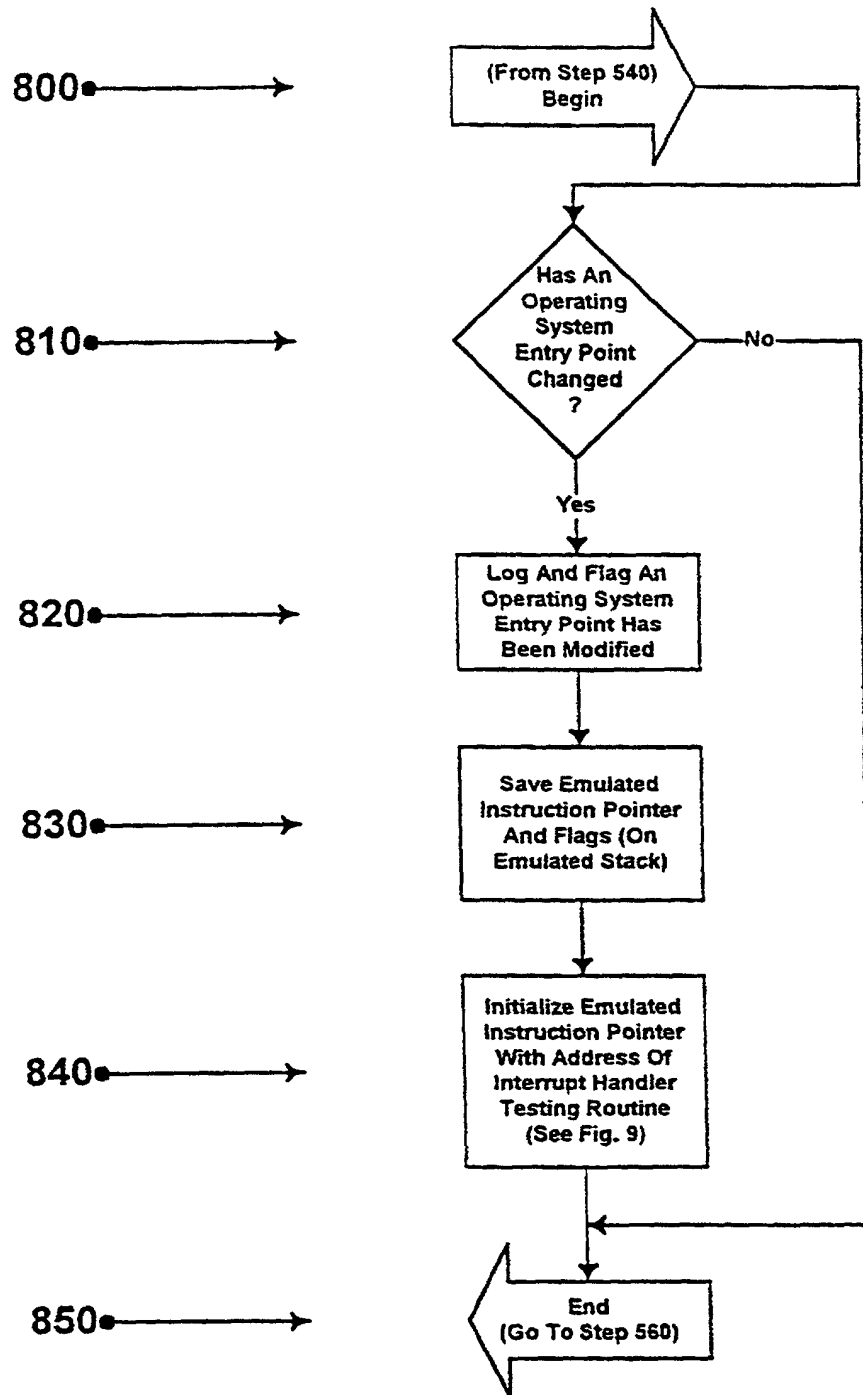 800
(From Step 540)
Begin
810
Has An
Operating
System
Entry Point
Changed
?
No
Yes
820
Log And Flag An
Operating System
Entry Point Has
Been Modified
830
Save Emulated
Instruction Pointer
And Flags (On
Emulated Stack)
840
Initialize Emulated
Instruction Pointer
With Address Of
Interrupt Handler
Testing Routine
(See Fig. 9)
850
End
(Go To Step 560)